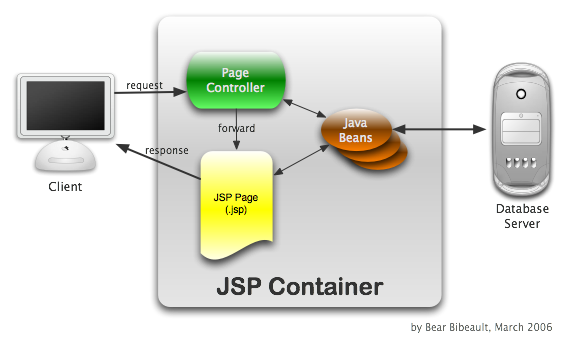 Page
Controller
request
Java
Beans
forward
response
Client
JSP Page
(.jsp)
Database
Server
JSP Container
by Bear Bibeault, March 2006